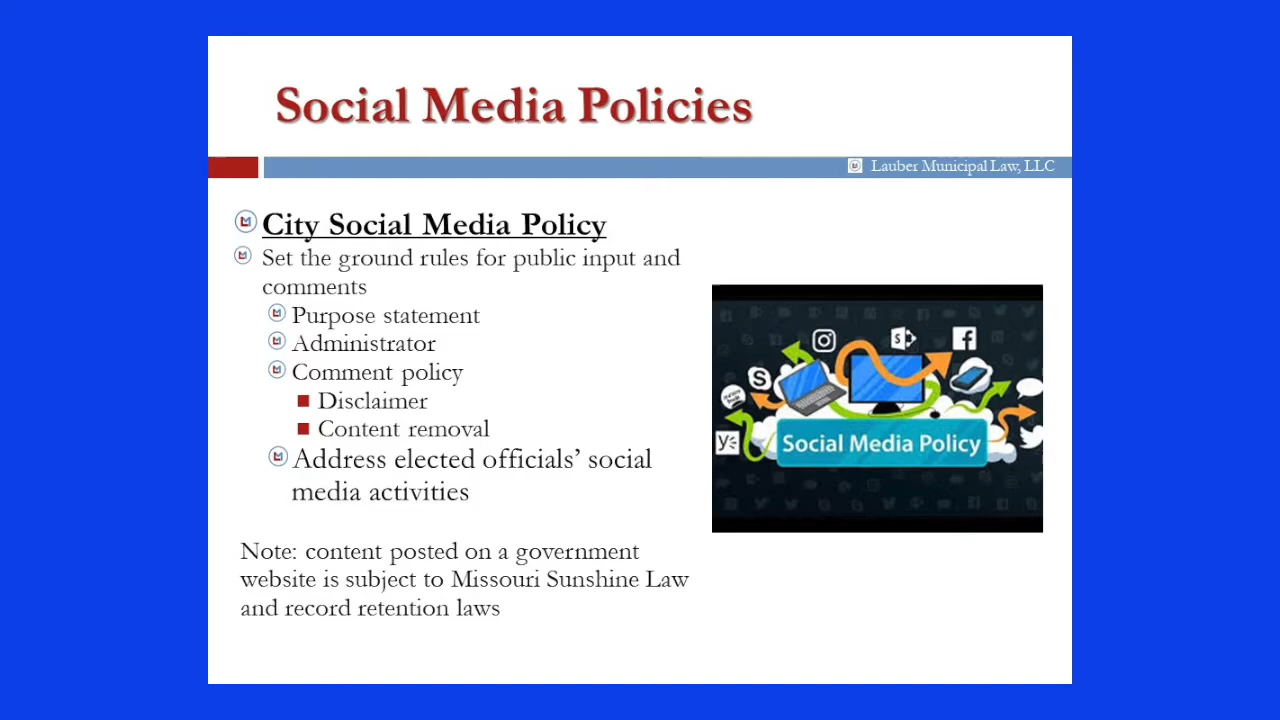 Social Media Policies
Lauber Municipal Law, LLC
City Social Media Policy
Set the ground rules for public input and
comments
Purpose statement
Administrator
Comment policy
Disclaimer
Content removal
Address elected officials’ social
media activities
Note: content posted on a government
website is subject to Missouri Sunshine Law
and record retention laws
Social Media Policy